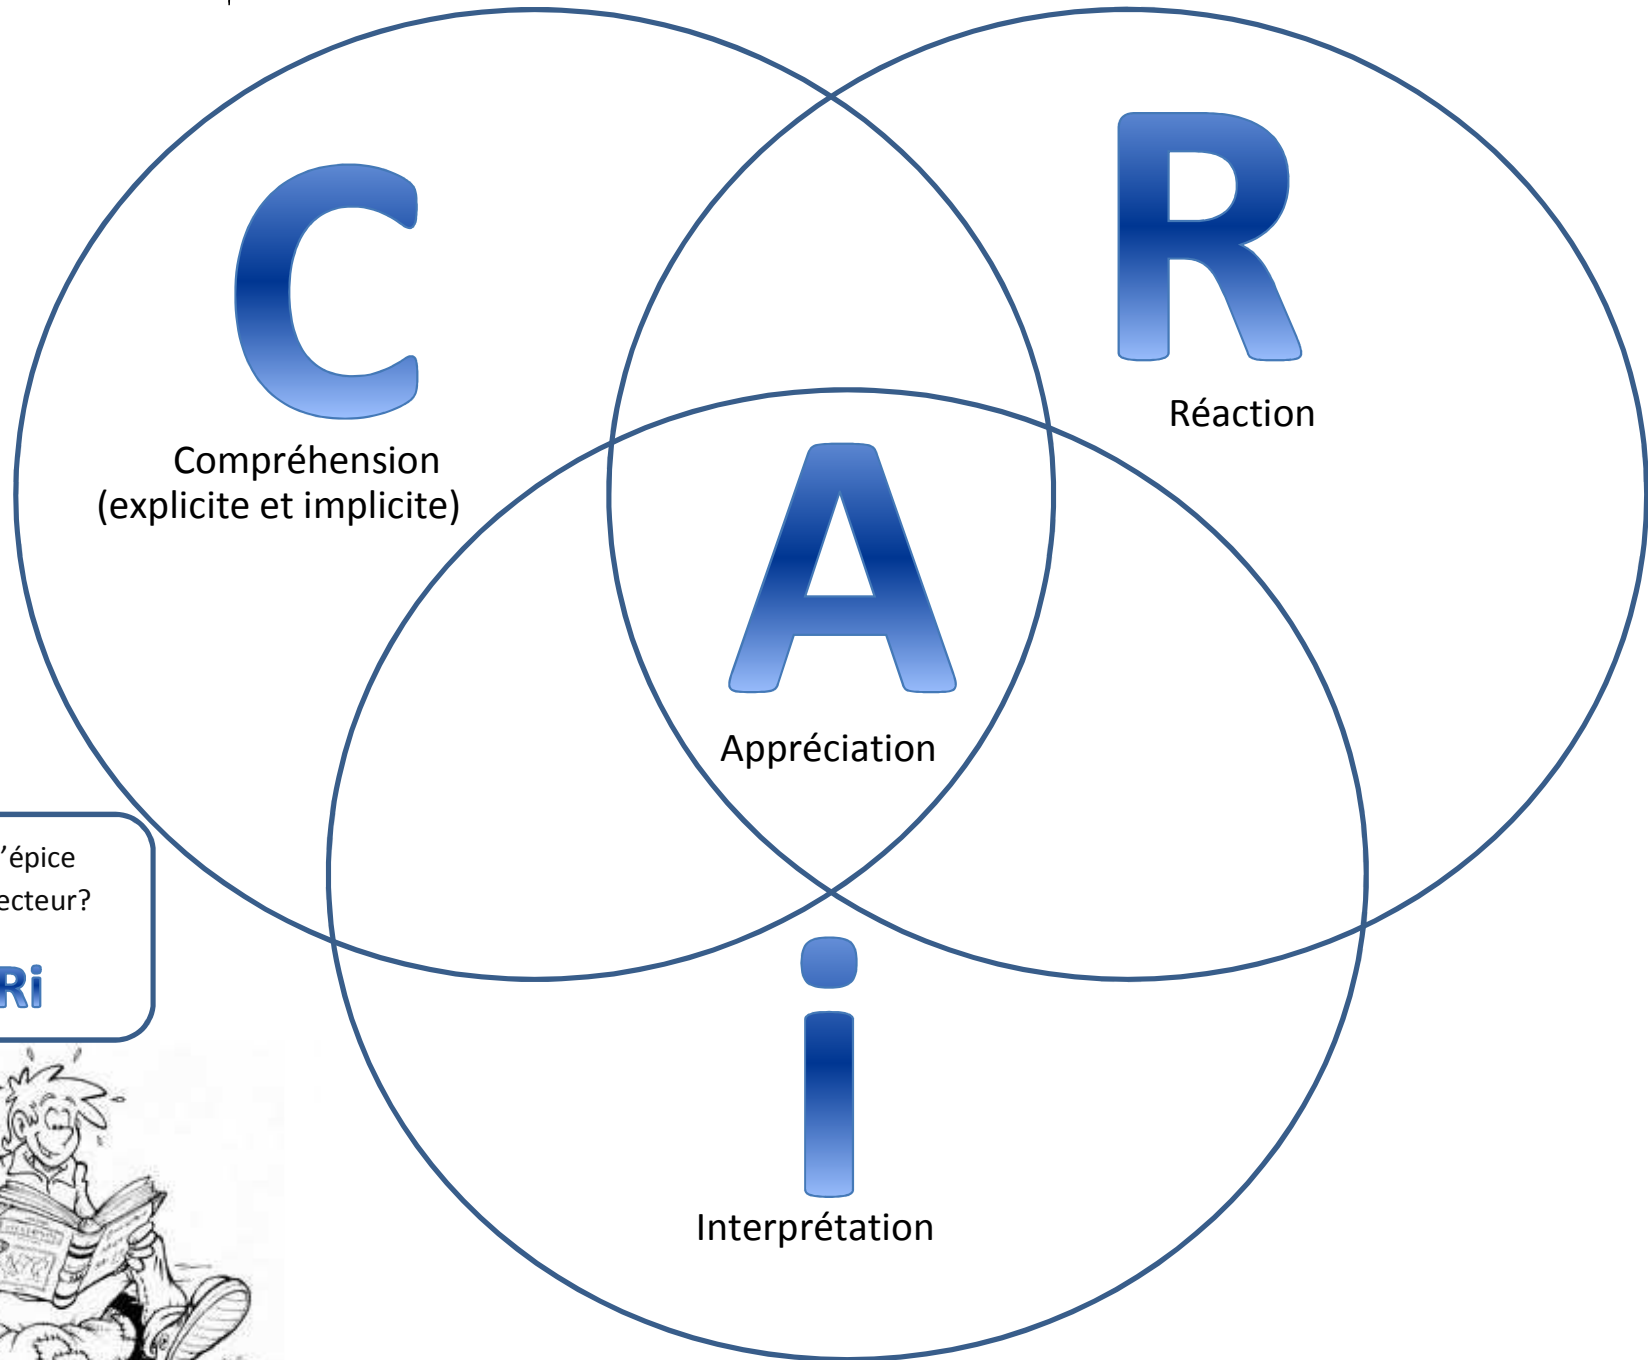 C
R
Réaction
Compréhension
(explicite et implicite)
A
Appréciation
'épice
ecteur?
Ri
i
Interprétation